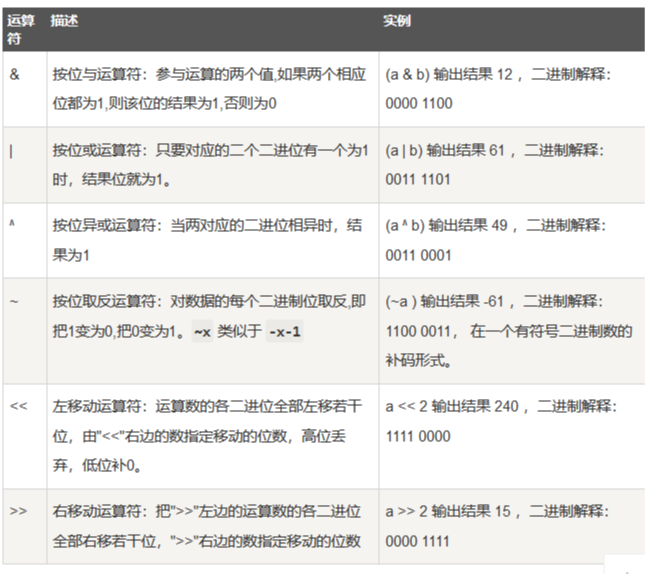 运算符 描述 实例
& 按位与运算符：参与运算的两个值,如果两个相应 (a & b) 输出结果 12 ，二进制解释：
位都为1,则该位的结果为1,否则为0 0000 1100
| 按位或运算符：只要对应的二个二进位有一个为1 (a | b) 输出结果 61 ，二进制解释：
时，结果位就为1。 0011 1101
^ 按位异或运算符：当两对应的二进位相异时，结 (a ^ b) 输出结果 49 ，二进制解释：
果为1 0011 0001
~ 按位取反运算符：对数据的每个二进制位取反,即 (~a ) 输出结果 -61 ，二进制解释：
把1变为0,把0变为1。~x 类似于 -x-1 1100 0011， 在一个有符号二进制数的
补码形式。
<< 左移动运算符：运算数的各二进位全部左移若干 a << 2 输出结果 240 ，二进制解释：
位，由"<<"右边的数指定移动的位数，高位丢 1111 0000
弃，低位补0。
>> 右移动运算符：把">>"左边的运算数的各二进位 a >> 2 输出结果 15 ，二进制解释：
全部右移若干位，">>"右边的数指定移动的位数 0000 1111